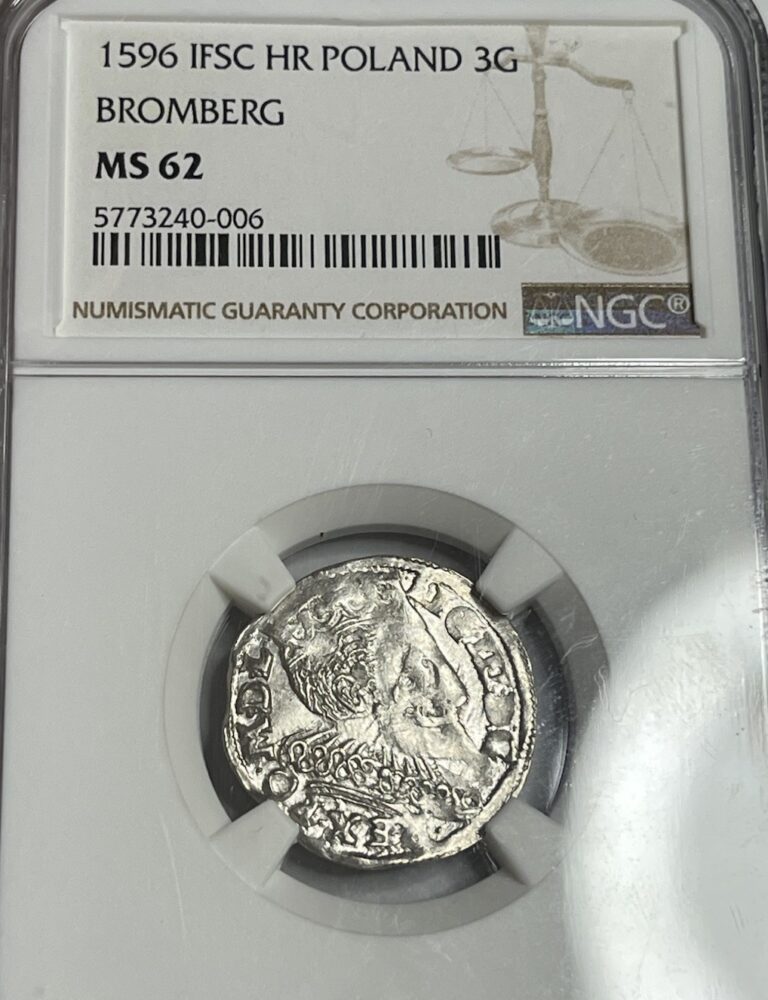 1596 IFSC HR POLAND 3G
BROMBERG
MS 62
5773240-006
NUMISMATIC GUARANTY CORPORATION
NGC®